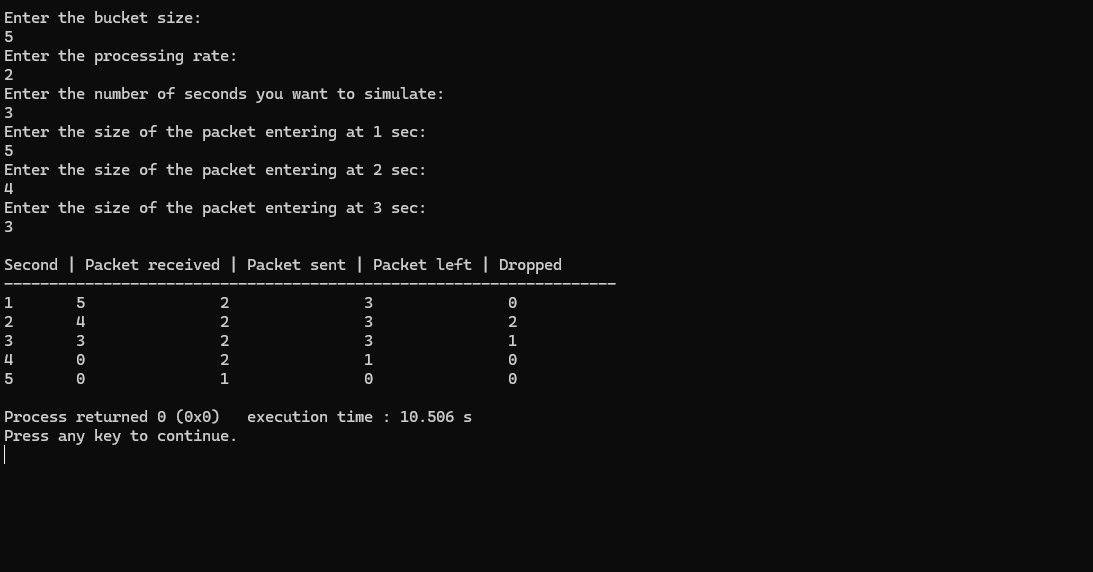 Enter the bucket size:
5
Enter the processing rate:
2
Enter the number of seconds you want to simulate:
3
Enter the size of the packet entering at 1 sec:
5
Enter the size of the packet entering at 2 sec:
4
Enter the size of the packet entering at 3 sec:
3

Second | Packet received | Packet sent | Packet left | Dropped
--------------------------------------------------------------------
1       5               2               3               0
2       4               2               3               2
3       3               2               3               1
4       0               2               1               0
5       0               1               0               0

Process returned 0 (0x0)   execution time : 10.506 s
Press any key to continue.